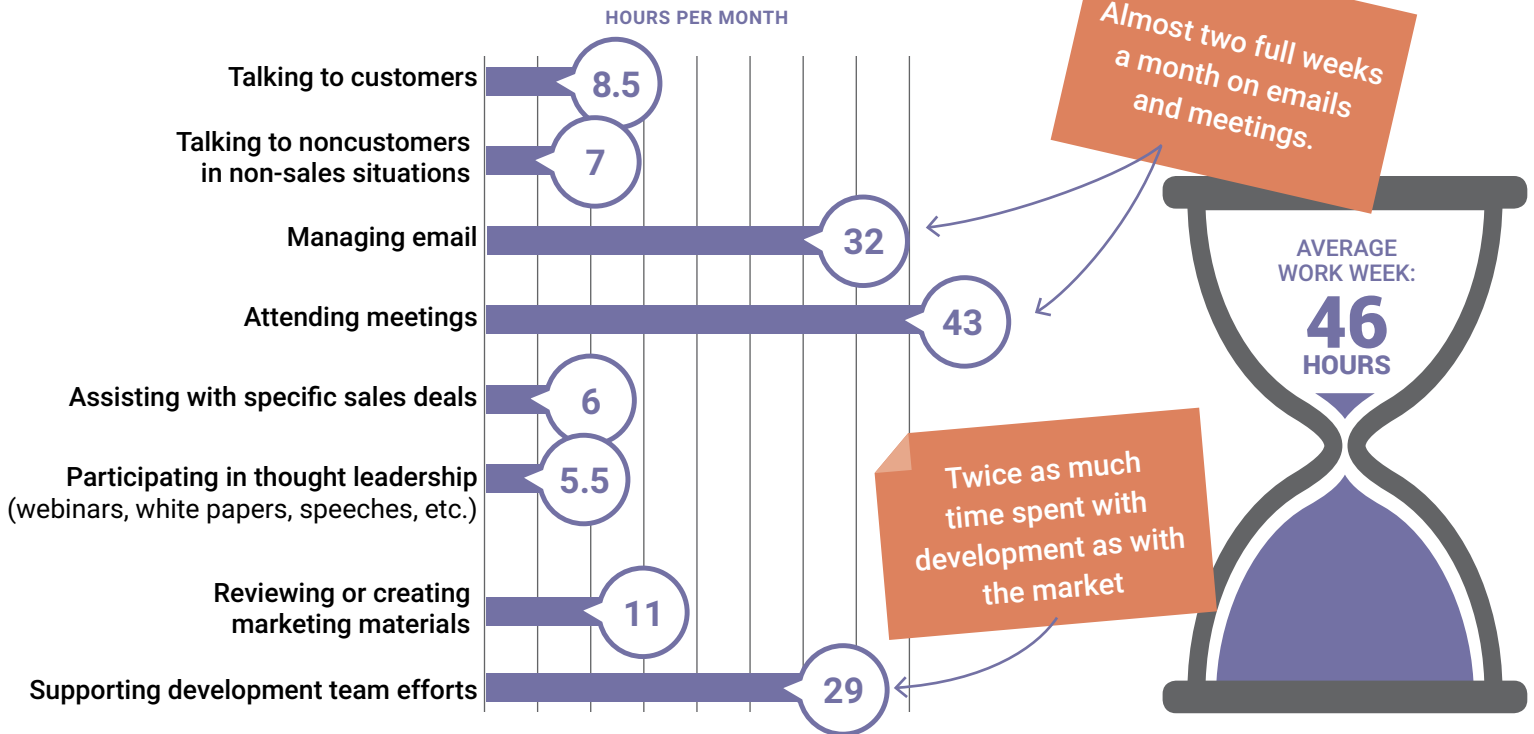 HOURS PER MONTH
Talking to customers
8.5
Talking to noncustomers
in non-sales situations
7
Managing email
32
Attending meetings
43
Assisting with specific sales deals
6
Participating in thought leadership
(webinars, white papers, speeches, etc.)
5.5
Reviewing or creating
marketing materials
11
Supporting development team efforts
29
Almost two full weeks
a month on emails
and meetings.
Twice as much
time spent with
development as with
the market
AVERAGE
WORK WEEK:
46
HOURS